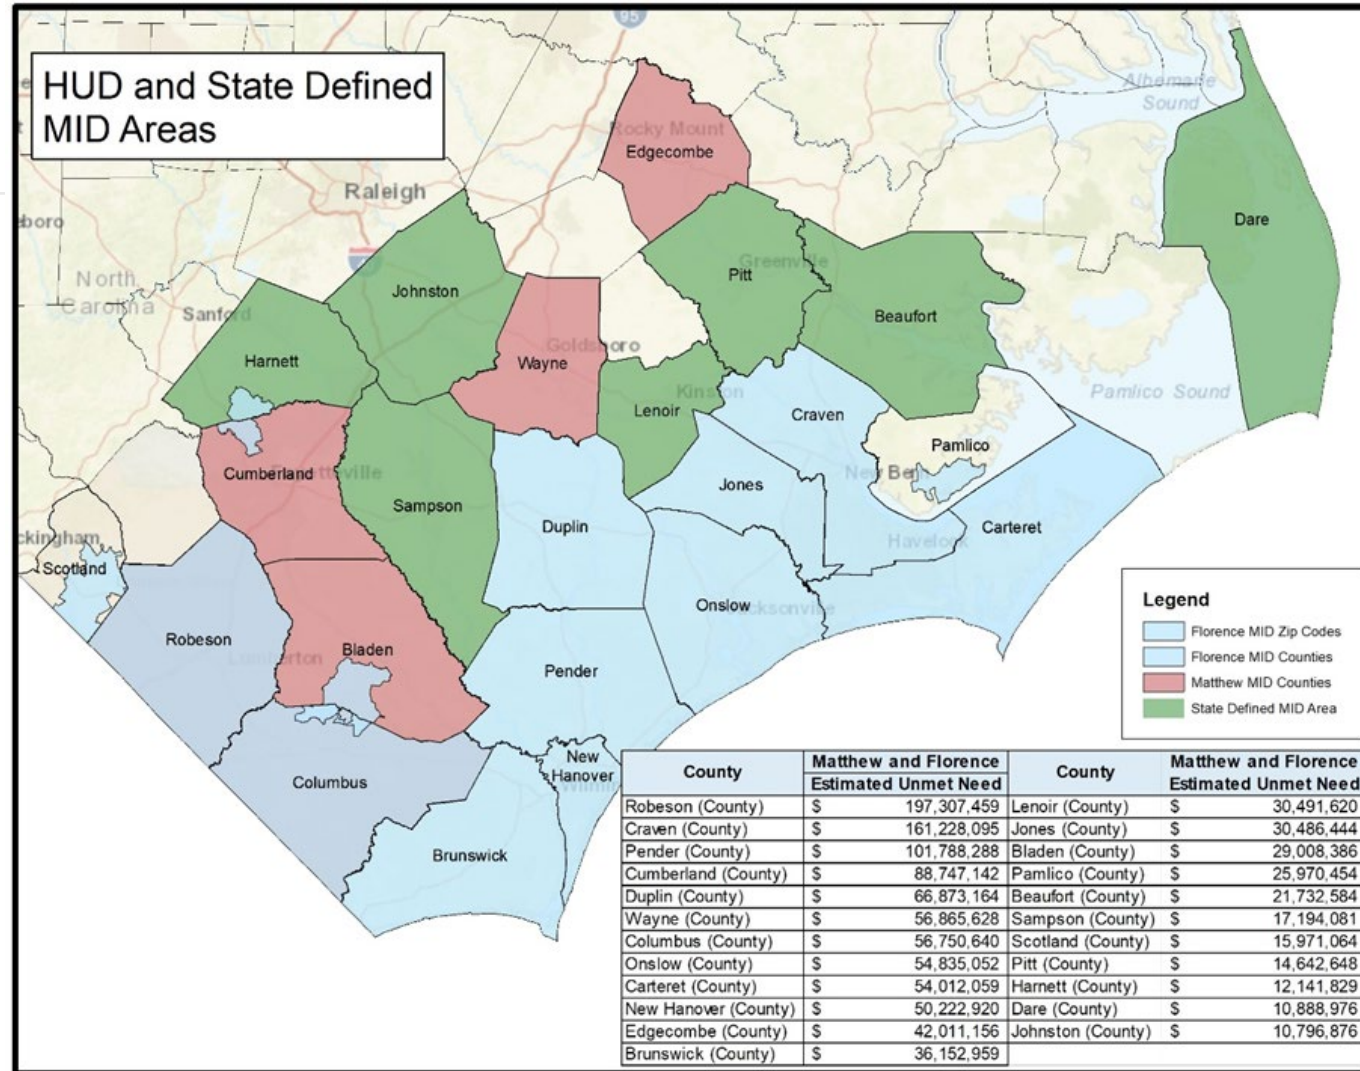 95
HUD and State Defined
MID Areas
Albemarle
Sound
Rocky Mount
Edgecombe
Raleigh
boro
Dare
North
Carolina
Greenville
Pitt
Johnston
Sanford
Beaufort
Goldsboro
Harnett
Wayne
Kinston
Pamlico Sound
Lenoir
Craven
Pamlico
Cumberland
New Bern
Jones
Sampson
Duplin
Carteret
ckingham
Havelock
Scotland
Onslow
Jacksonville
Robeson
Bladen
Lumberton
Pender
Legend
Florence MID Zip Codes
Florence MID Counties
Matthew MID Counties
State Defined MID Area
New
Hanover
Columbus
Brunswick
County Matthew and Florence County Matthew and Florence
Estimated Unmet Need Estimated Unmet Need
Robeson (County) $ 197,307,459 Lenoir (County) $ 30,491,620
Craven (County) $ 161,228,095 Jones (County) $ 30,486,444
Pender (County) $ 101,788,288 Bladen (County) $ 29,008,386
Cumberland (County) $ 88,747,142 Pamlico (County) $ 25,970,454
Duplin (County) $ 66,873,164 Beaufort (County) $ 21,732,584
Wayne (County) $ 56,865,628 Sampson (County) $ 17,194,081
Columbus (County) $ 56,750,640 Scotland (County) $ 15,971,064
Onslow (County) $ 54,835,052 Pitt (County) $ 14,642,648
Carteret (County) $ 54,012,059 Harnett (County) $ 12,141,829
New Hanover (County) $ 50,222,920 Dare (County) $ 10,888,976
Edgecombe (County) $ 42,011,156 Johnston (County) $ 10,796,876
Brunswick (County) $ 36,152,959